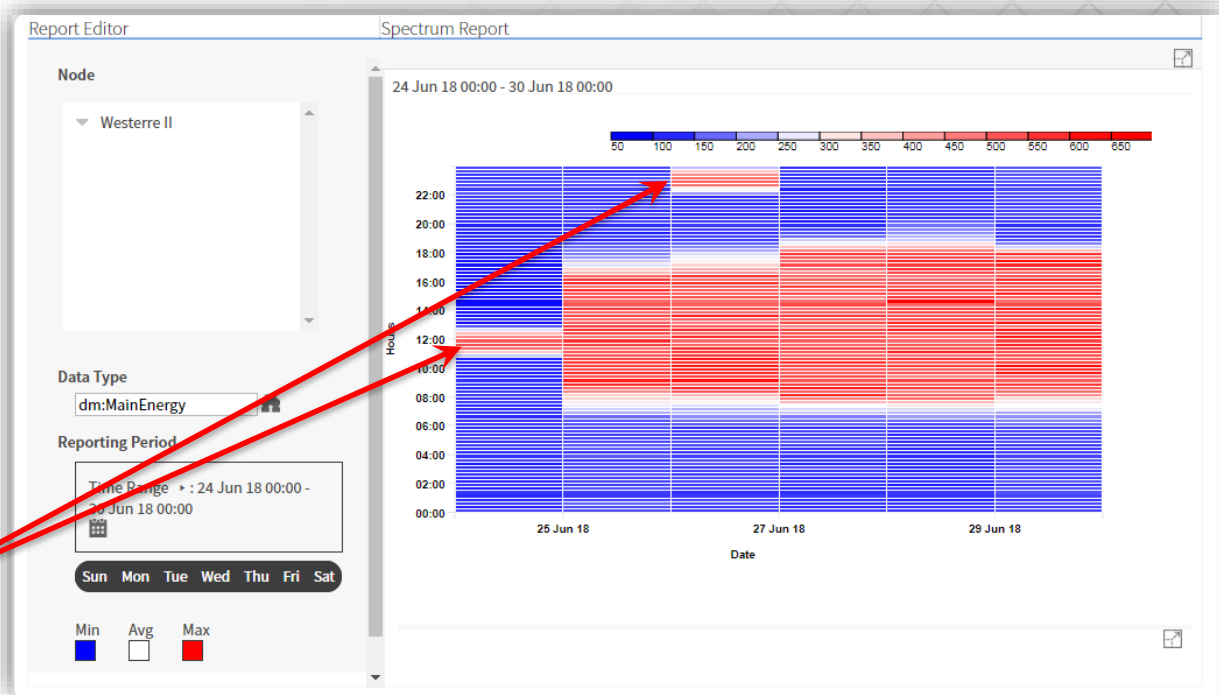 Report Editor
Spectrum Report
Node
Westerre II
Data Type
dm:MainEnergy
Reporting Period
Time Range : 24 Jun 18 00:00 -
30 Jun 18 00:00
Sun Mon Tue Wed Thu Fri Sat
Min Avg Max
24 Jun 18 00:00 - 30 Jun 18 00:00
50 100 150 200 250 300 350 400 450 500 550 600 650
22:00
20:00
18:00
16:00
14:00
12:00
10:00
08:00
06:00
04:00
02:00
00:00
Hours
25 Jun 18 27 Jun 18 29 Jun 18
Date